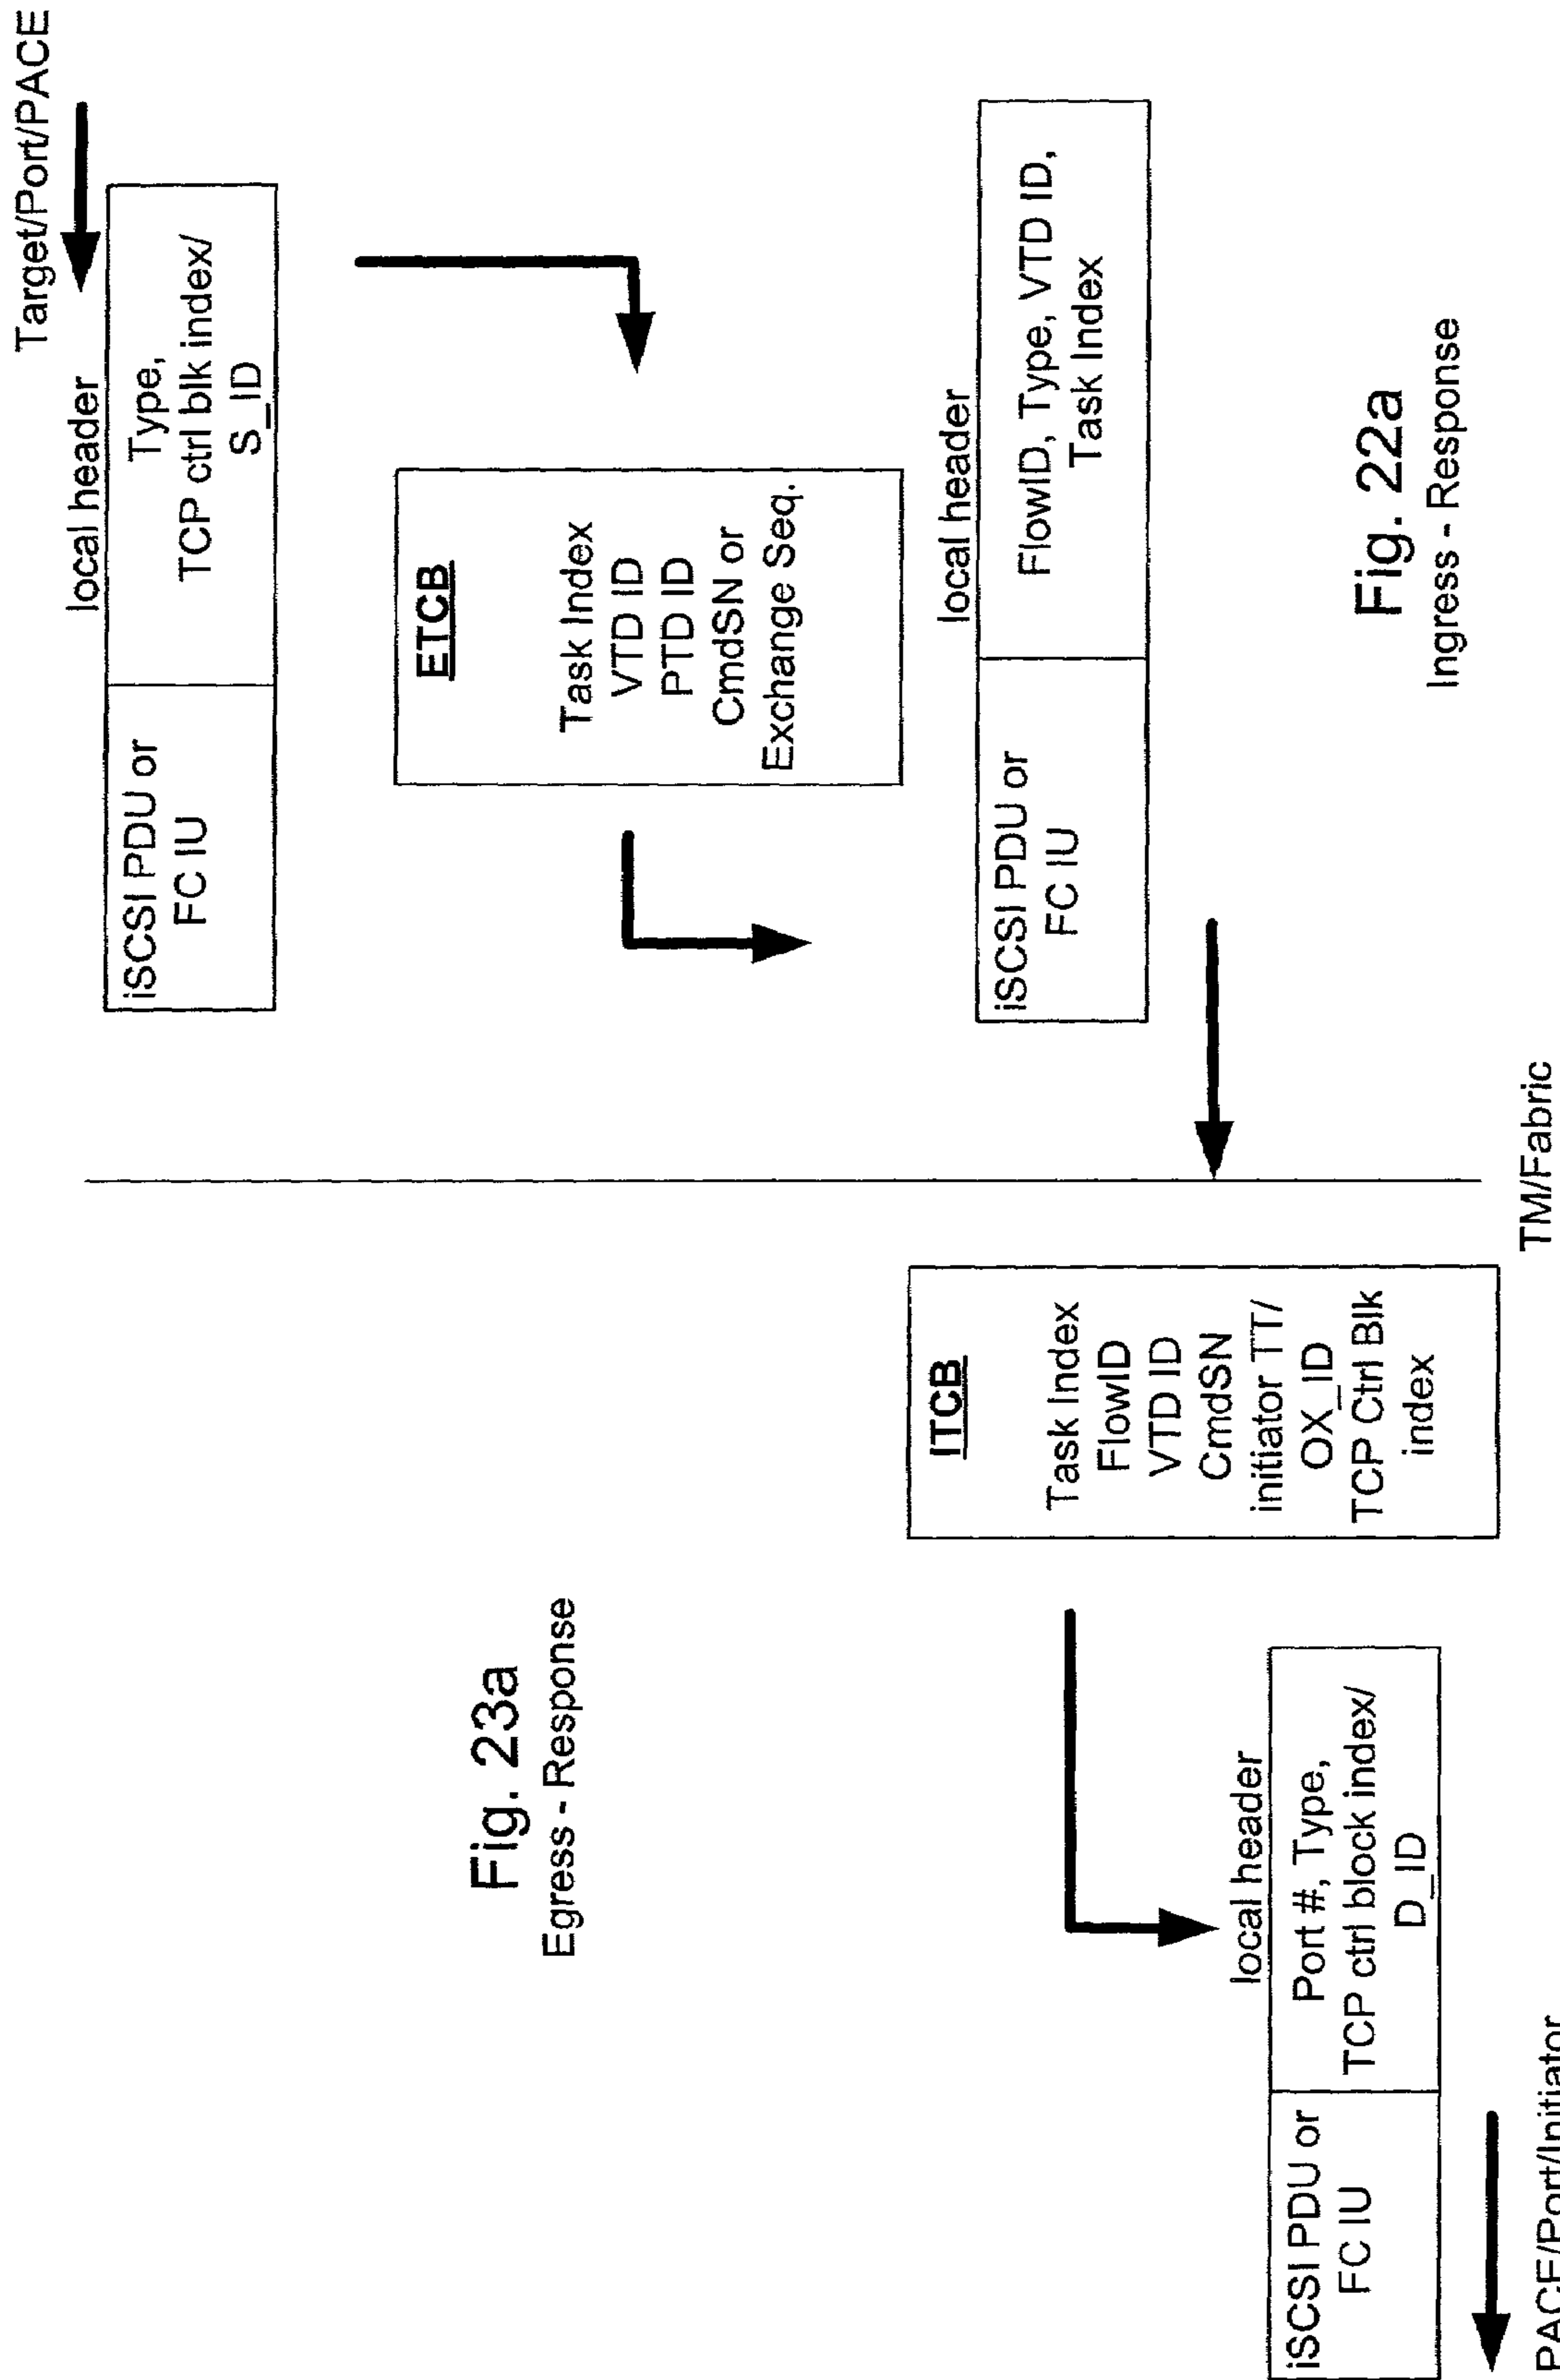 Target/Port/PACE
local header
iSCSI PDU or
FC IU
Type,
TCP ctrl blk index/
S_ID
ETCB
Task Index
VTD ID
PTD ID
CmdSN or
Exchange Seq.
local header
iSCSI PDU or
FC IU
FlowID, Type, VTD ID,
Task Index
Fig. 22a
Ingress - Response
TM/Fabric
Fig. 23a
Egress - Response
ITCB
Task Index
FlowID
VTD ID
CmdSN
initiator TT/
OX_ID
TCP Ctrl Blk
index
local header
iSCSI PDU or
FC IU
Port #, Type,
TCP ctrl block index/
D_ID
PACE/Port/Initiator